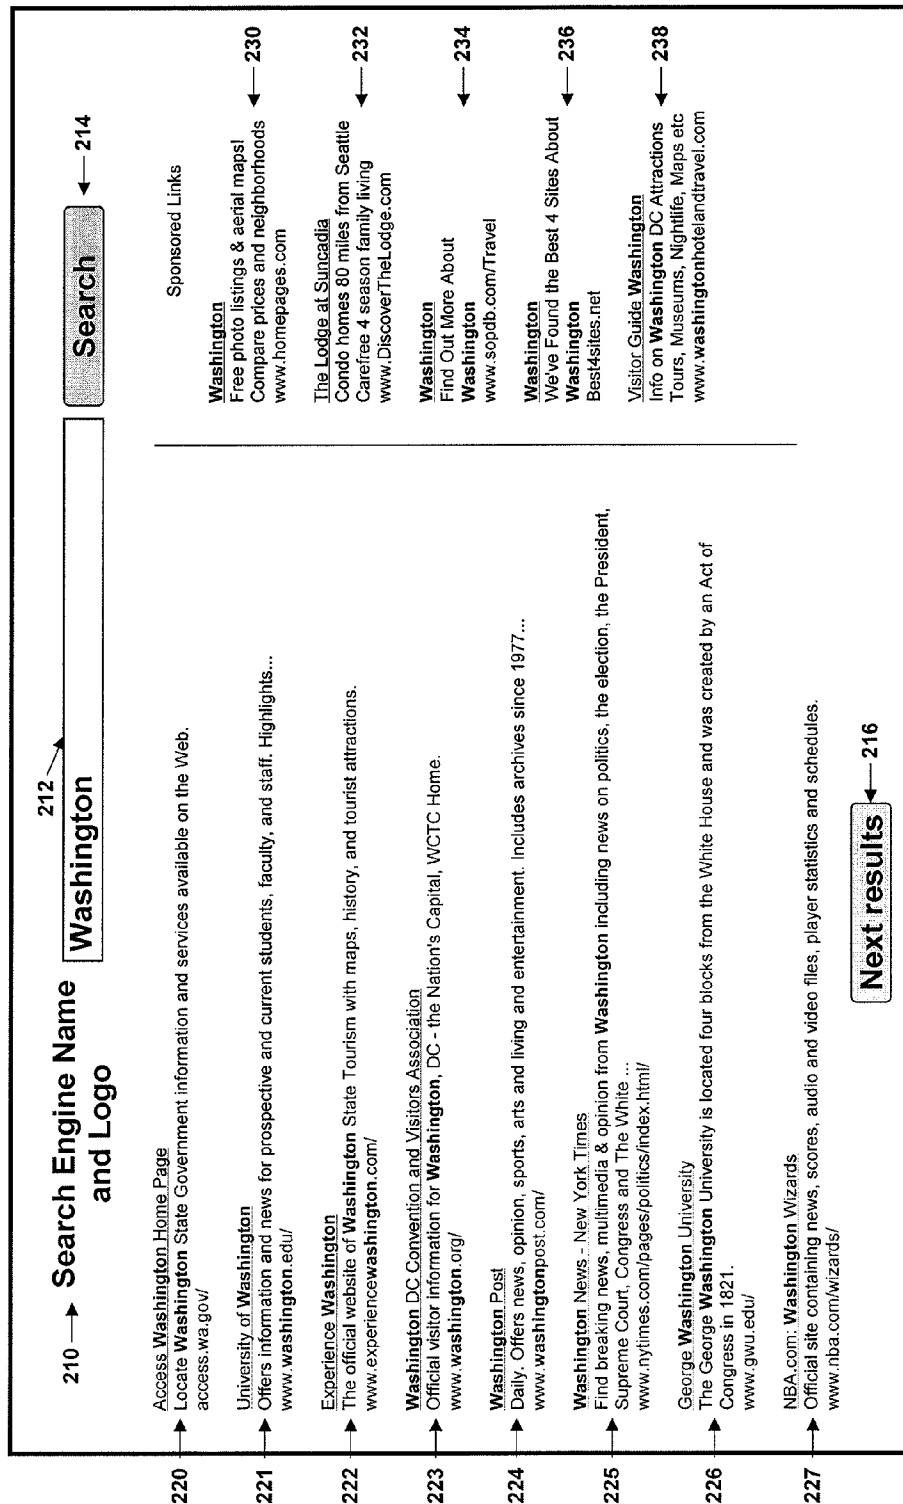 210 Search Engine Name
and Logo
212
Washington
Search
214
220
Access Washington Home Page
Locate Washington State Government information and services available on the Web.
access.wa.gov/
221
University of Washington
Offers information and news for prospective and current students, faculty, and staff. Highlights...
www.washington.edu/
222
Experience Washington
The official website of Washington State Tourism with maps, history, and tourist attractions.
www.experiencewashington.com/
223
Washington DC Convention and Visitors Association
Official visitor information for Washington, DC - the Nation's Capital, WCTC Home.
www.washington.org/
224
Washington Post
Daily. Offers news, opinion, sports, arts and living and entertainment. Includes archives since 1977...
www.washingtonpost.com/
225
Washington News - New York Times
Find breaking news, multimedia & opinion from Washington including news on politics, the election, the President,
Supreme Court, Congress and The White ...
www.nytimes.com/pages/politics/index.html/
226
George Washington University
The George Washington University is located four blocks from the White House and was created by an Act of
Congress in 1821.
www.gwu.edu/
227
NBA.com: Washington Wizards
Official site containing news, scores, audio and video files, player statistics and schedules.
www.nba.com/wizards/
Next results
216
Sponsored Links
Washington
Free photo listings & aerial maps!
Compare prices and neighborhoods
www.homepages.com
230
The Lodge at Suncadia
Condo homes 80 miles from Seattle
Carefree 4 season family living
www.DiscoverTheLodge.com
232
Washington
Find Out More About
Washington
www.sopdb.com/Travel
234
Washington
We've Found the Best 4 Sites About
Washington
Best4sites.net
236
Visitor Guide Washington
Info on Washington DC Attractions
Tours, Museums, Nightlife, Maps etc
www.washingtonhotelandtravel.com
238